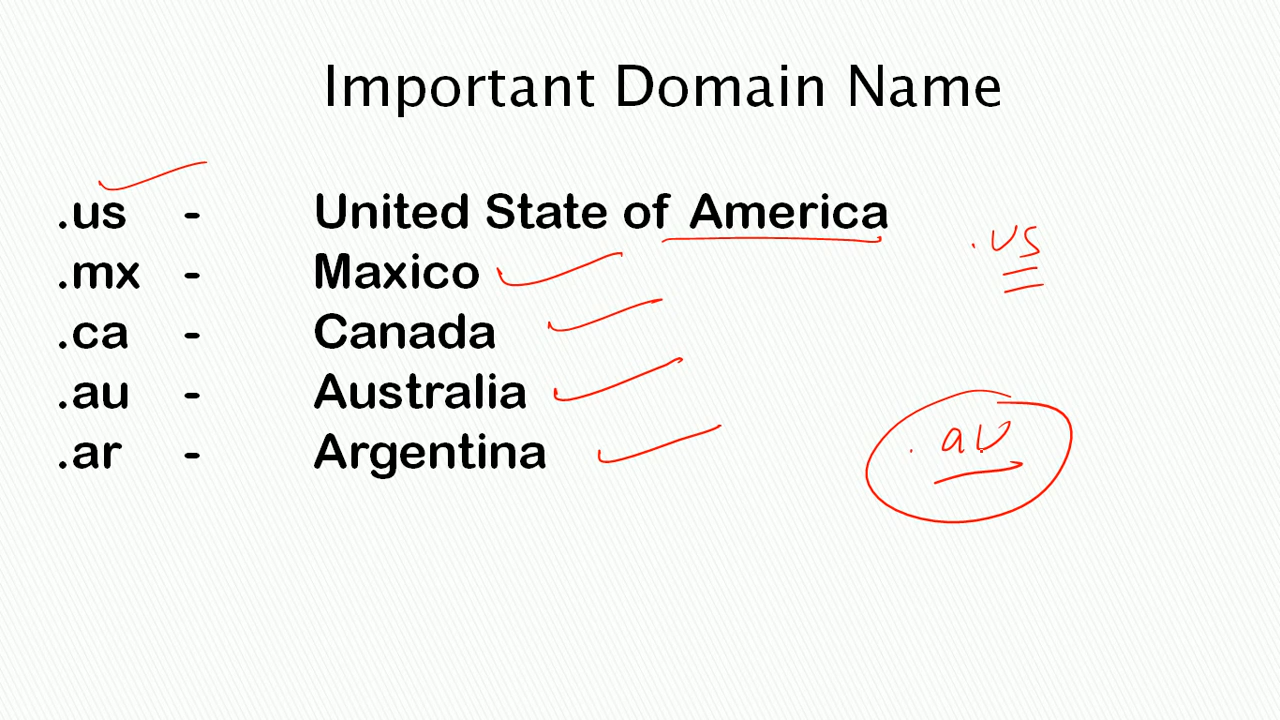 Important Domain Name
.us - United State of America
.us
.mx - Maxico
.ca - Canada
.au - Australia
.au
.ar - Argentina